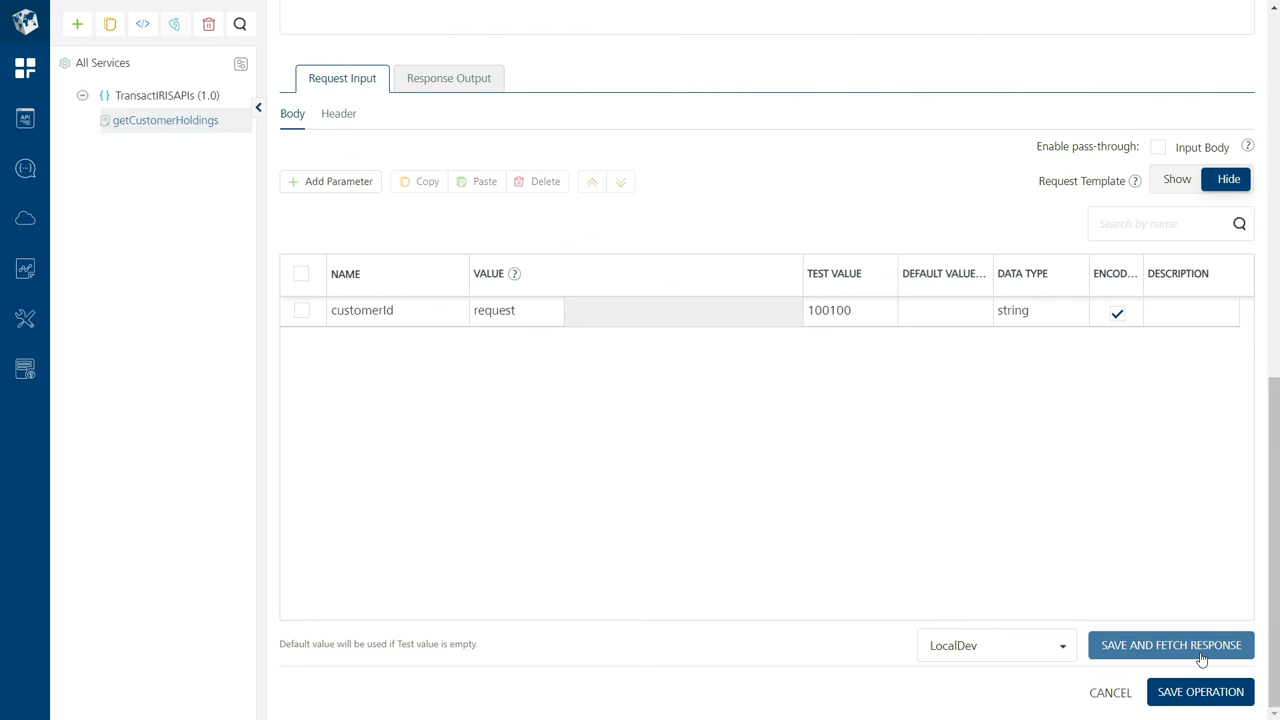 All Services
TransactIRISAPIs (1.0)
getCustomerHoldings
Request Input
Response Output
Body
Header
Enable pass-through:
Input Body
?
Add Parameter
Copy
Paste
Delete
Request Template
?
Show
Hide
Search by name
NAME
VALUE
?
TEST VALUE
DEFAULT VALUE...
DATA TYPE
ENCOD...
DESCRIPTION
customerId
request
100100
string
Default value will be used if Test value is empty.
LocalDev
SAVE AND FETCH RESPONSE
CANCEL
SAVE OPERATION
API